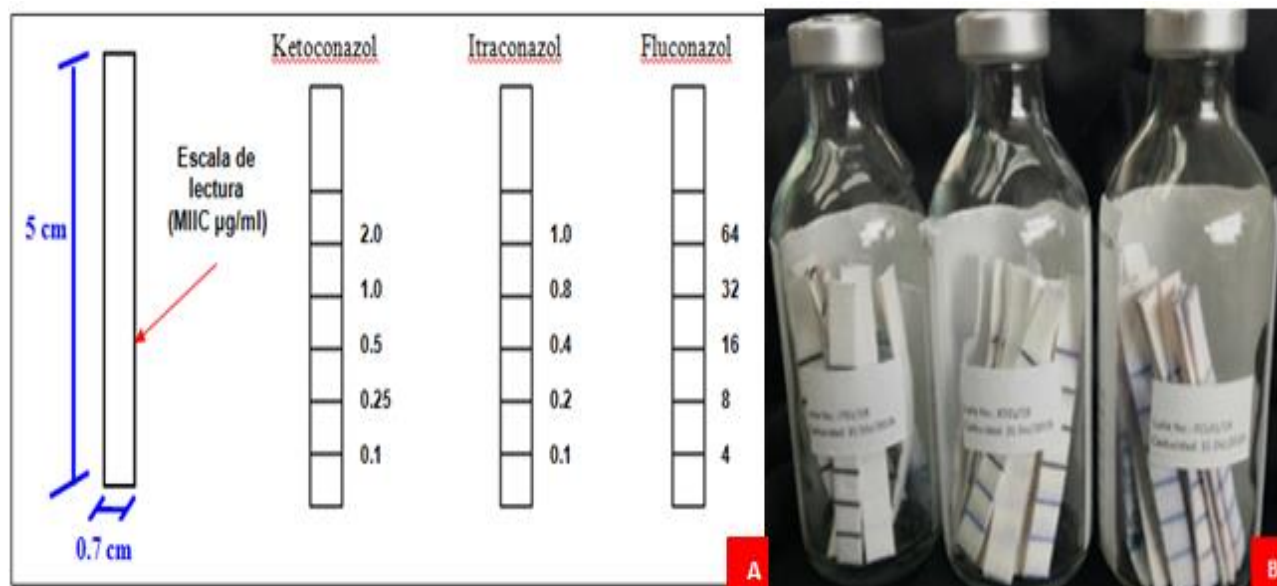 Ketoconazol
Itraconazol
Fluconazol
Escala de
lectura
(MIIC µg/ml)
5 cm
0.7 cm
2.0
1.0
0.5
0.25
0.1
1.0
0.8
0.4
0.2
0.1
64
32
16
8
4
A
B